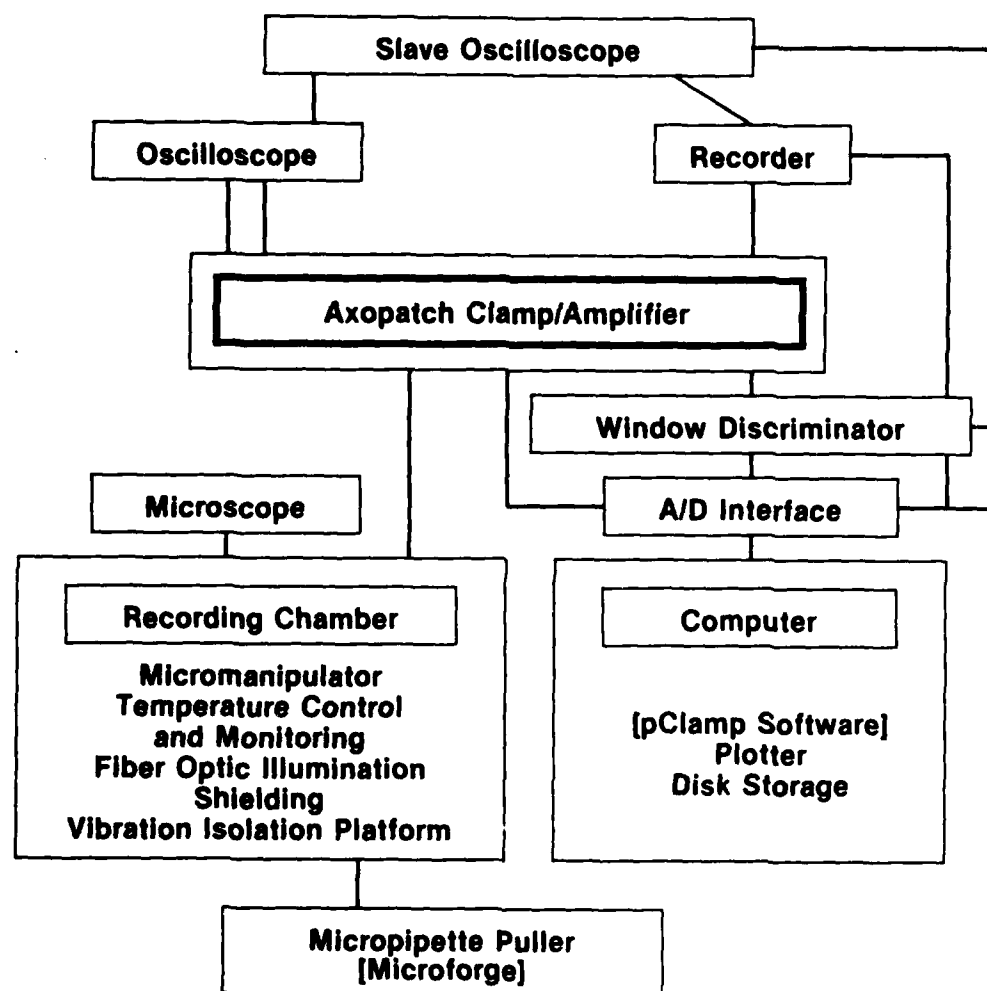 Slave Oscilloscope
Oscilloscope
Recorder
Axopatch Clamp/Amplifier
Window Discriminator
Microscope
A/D Interface
Recording Chamber
Micromanipulator
Temperature Control
and Monitoring
Fiber Optic Illumination
Shielding
Vibration Isolation Platform
Computer
[pClamp Software]
Plotter
Disk Storage
Micropipette Puller
[Microforge]